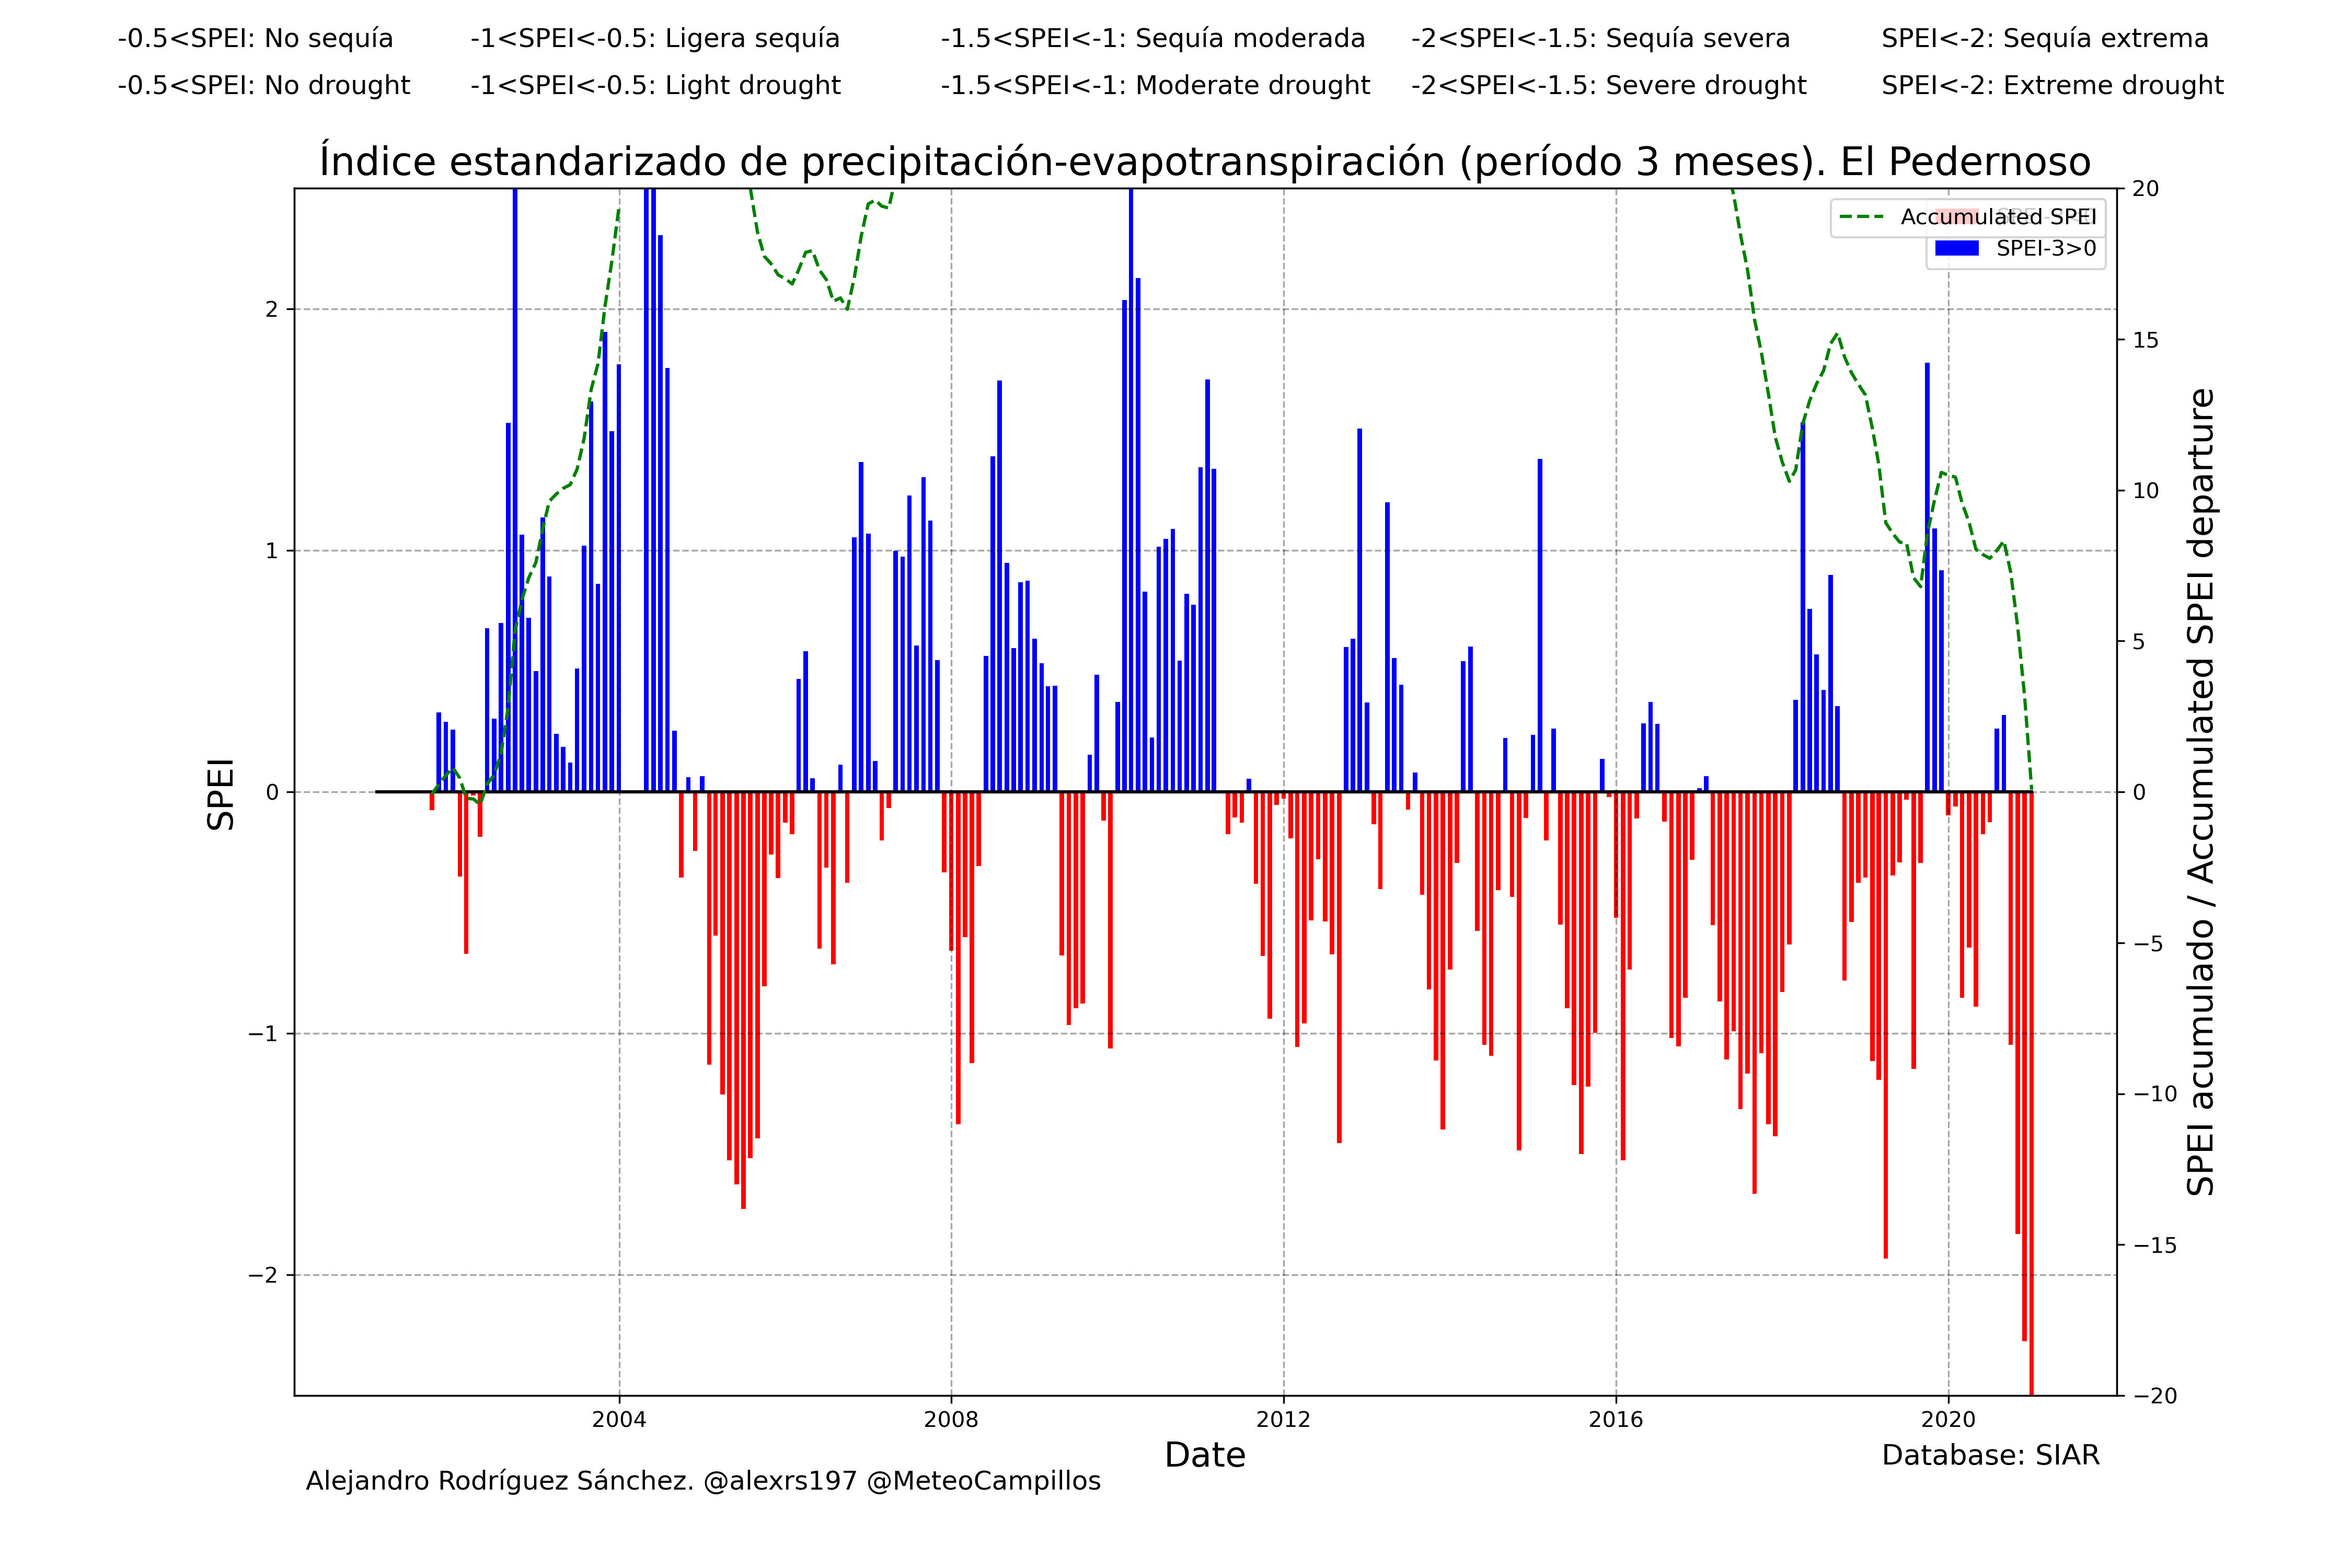 -0.5<SPEI: No sequía -1<SPEI<-0.5: Ligera sequía -1.5<SPEI<-1: Sequía moderada -2<SPEI<-1.5: Sequía severa SPEI<-2: Sequía extrema
-0.5<SPEI: No drought -1<SPEI<-0.5: Light drought -1.5<SPEI<-1: Moderate drought -2<SPEI<-1.5: Severe drought SPEI<-2: Extreme drought
Índice estandarizado de precipitación-evapotranspiración (período 3 meses). El Pedernoso
Accumulated SPEI
SPEI-3>0
SPEI
2
1
0
−1
−2
20
15
10
5
0
−5
−10
−15
−20
SPEI acumulado / Accumulated SPEI departure
2004 2008 2012 2016 2020
Date
Database: SIAR
Alejandro Rodríguez Sánchez. @alexrs197 @MeteoCampillos